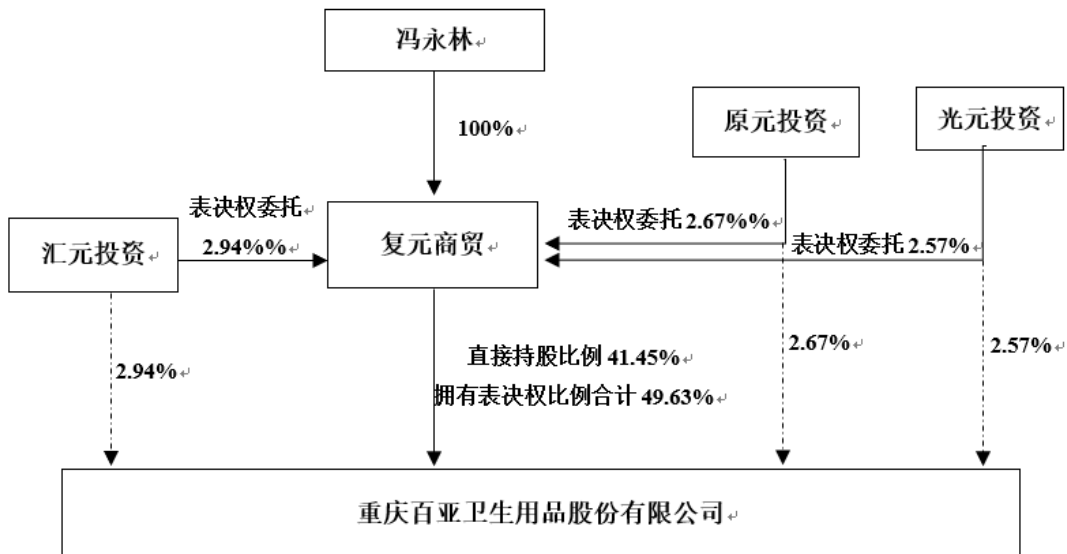 冯永林
100%
原元投资
光元投资
表决权委托
2.94%%
汇元投资
复元商贸
表决权委托 2.67%%
表决权委托 2.57%
直接持股比例 41.45%
拥有表决权比例合计 49.63%
2.94%
2.67%
2.57%
重庆百亚卫生用品股份有限公司